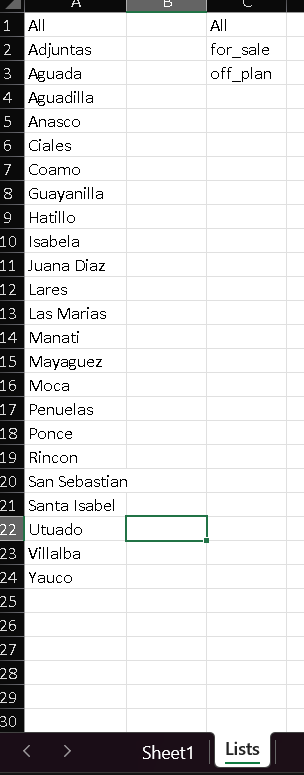 A B C
1 All All
2 Adjuntas for_sale
3 Aguada off_plan
4 Aguadilla
5 Anasco
6 Ciales
7 Coamo
8 Guayanilla
9 Hatillo
10 Isabela
11 Juana Diaz
12 Lares
13 Las Marias
14 Manati
15 Mayaguez
16 Moca
17 Penuelas
18 Ponce
19 Rincon
20 San Sebastian
21 Santa Isabel
22 Utuado
23 Villalba
24 Yauco
25
26
27
28
29
30
Sheet1 Lists